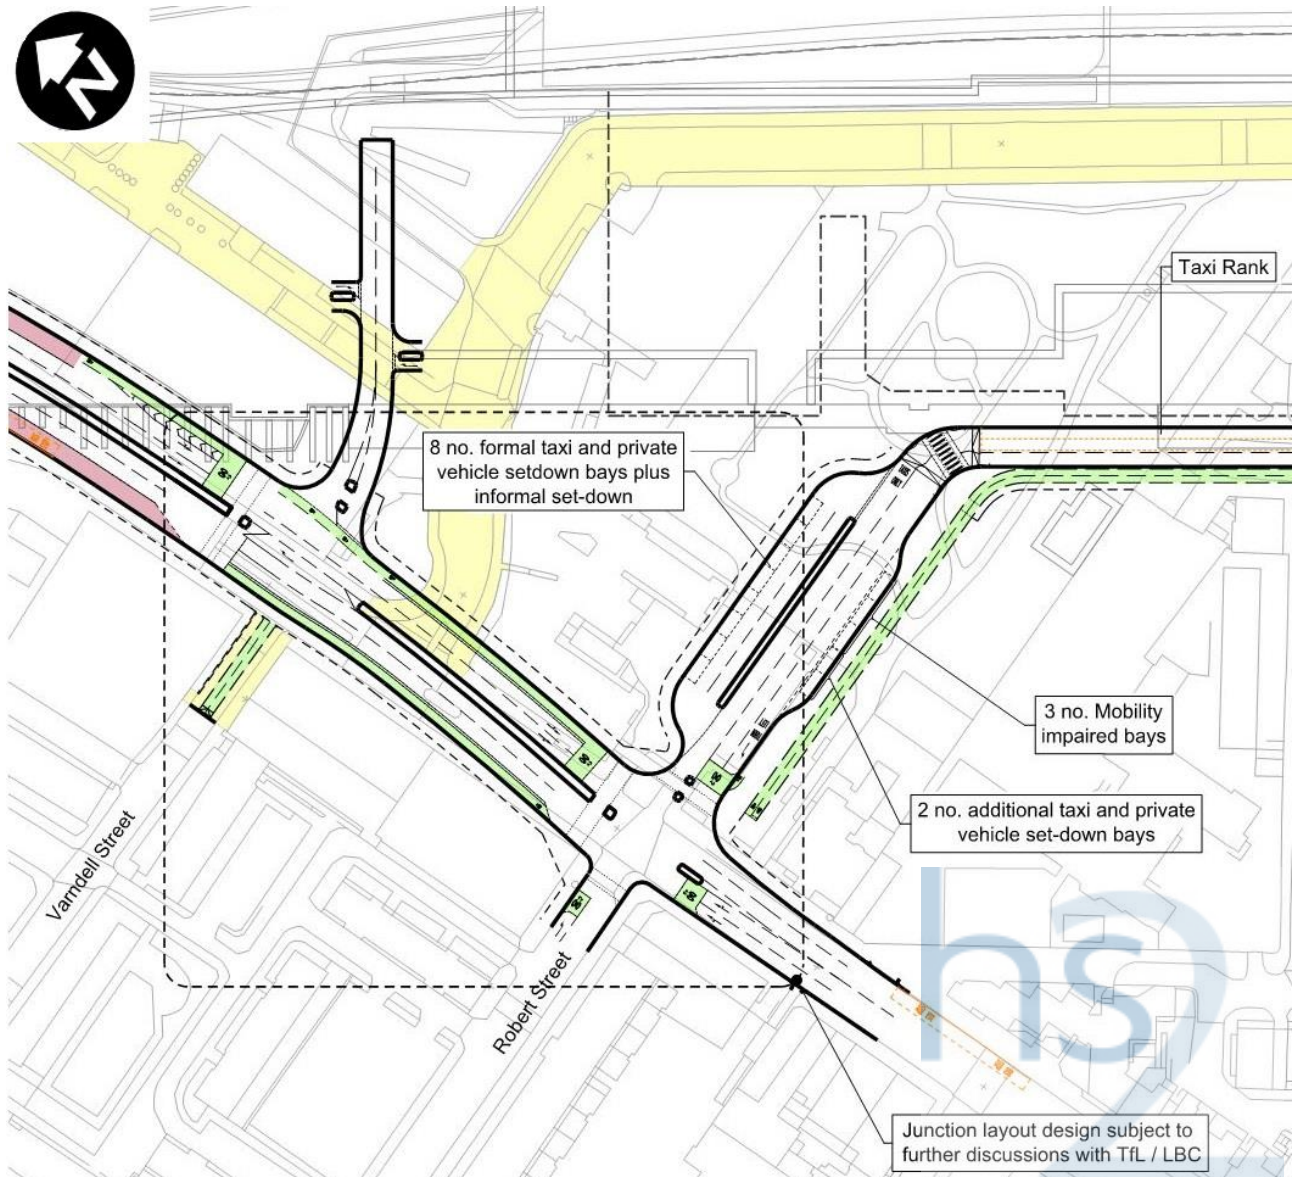 N
Taxi Rank
8 no. formal taxi and private
vehicle setdown bays plus
informal set-down
3 no. Mobility
impaired bays
2 no. additional taxi and private
vehicle set-down bays
Varndell Street
Robert Street
hs2
Junction layout design subject to
further discussions with TfL / LBC